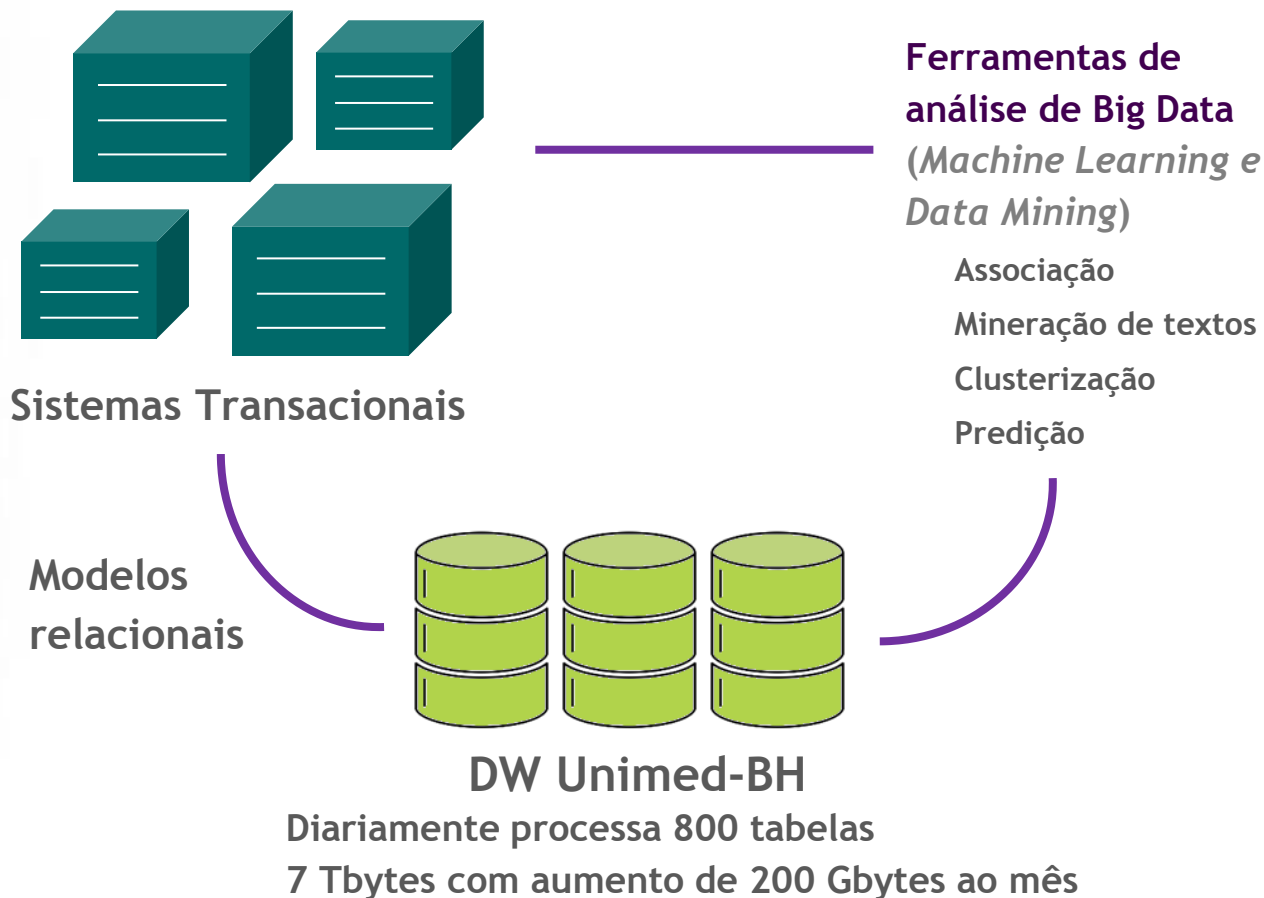 Ferramentas de
análise de Big Data
(Machine Learning e
Data Mining)
Associação
Mineração de textos
Clusterização
Predição
Sistemas Transacionais
Modelos
relacionais
DW Unimed-BH
Diariamente processa 800 tabelas
7 Tbytes com aumento de 200 Gbytes ao mês